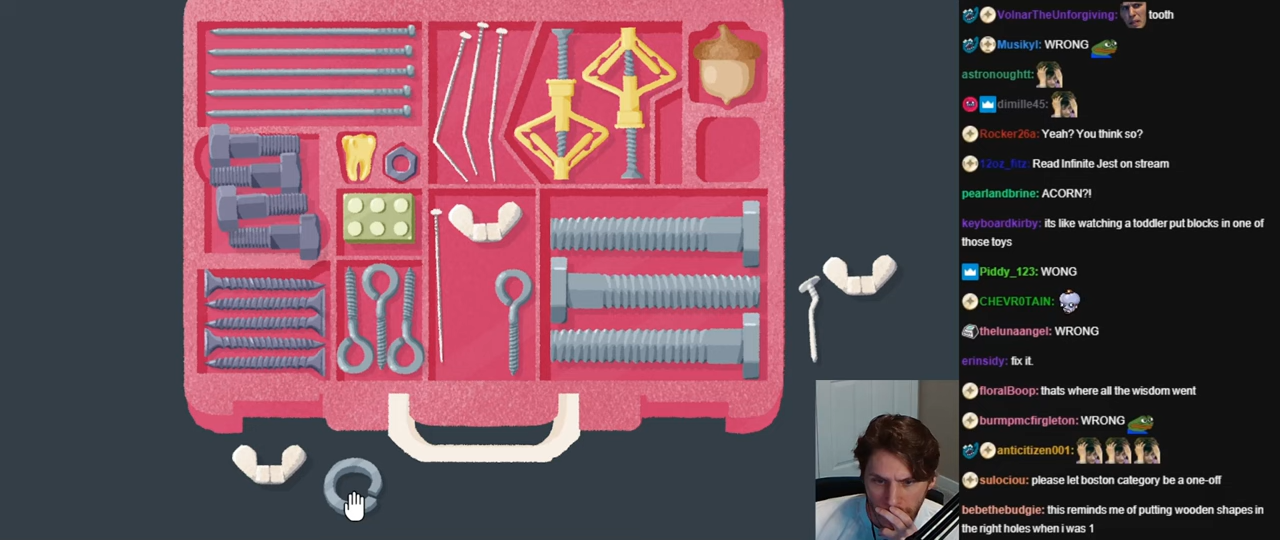 VolnarTheUnforgiving: tooth
Musikyl: WRONG
astronoughtt:
dimille45:
Rocker26a: Yeah? You think so?
12oz_fitz: Read Infinite Jest on stream
pearlandbrine: ACORN?!
keyboardkirby: its like watching a toddler put blocks in one of
those toys
Piddy_123: WONG
CHEVR0TAIN:
thelunaangel: WRONG
erinsidy: fix it.
floralBoop: thats where all the wisdom went
burmpmcfirgleton: WRONG
anticitizen001:
sulociou: please let boston category be a one-off
bebethebudgie: this reminds me of putting wooden shapes in
the right holes when i was 1